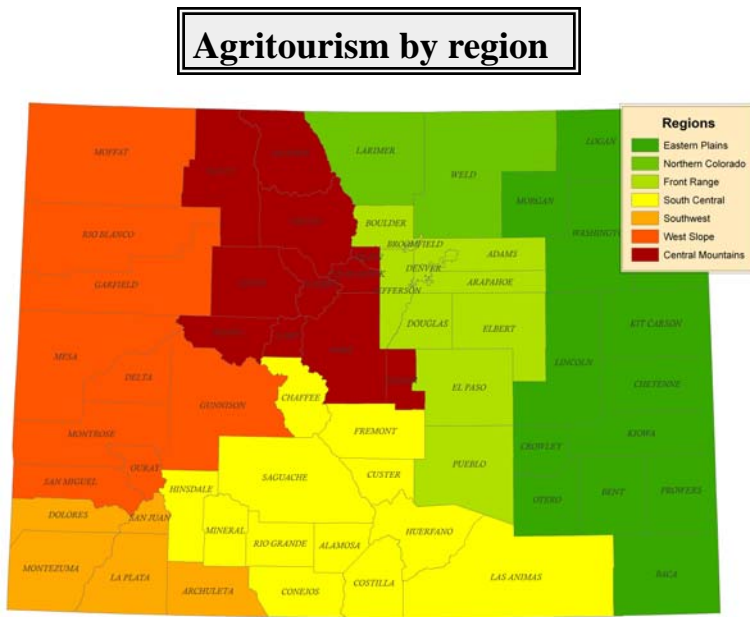 Agritourism by region
Regions
Eastern Plains
Northern Colorado
Front Range
South Central
Southwest
West Slope
Central Mountains
MOFFAT
LARIMER
LOGAN
WELD
MORGAN
RIO BLANCO
BOULDER
WASHINGTON
BROOMFIELD
ADAMS
DENVER
GARFIELD
ARAPAHOE
JEFFERSON
DOUGLAS
ELBERT
KIT CARSON
MESA
LINCOLN
DELTA
EL PASO
CHEYENNE
GUNNISON
CHAFFEE
MONTROSE
FREMONT
KIOWA
CROWLEY
OURAY
PUEBLO
SAN MIGUEL
SAGUACHE
CUSTER
HINSDALE
BENT
PROWERS
OTERO
DOLORES
SAN JUAN
MINERAL
HUERFANO
RIO GRANDE
ALAMOSA
MONTEZUMA
LA PLATA
ARCHULETA
CONEJOS
COSTILLA
LAS ANIMAS
BACA